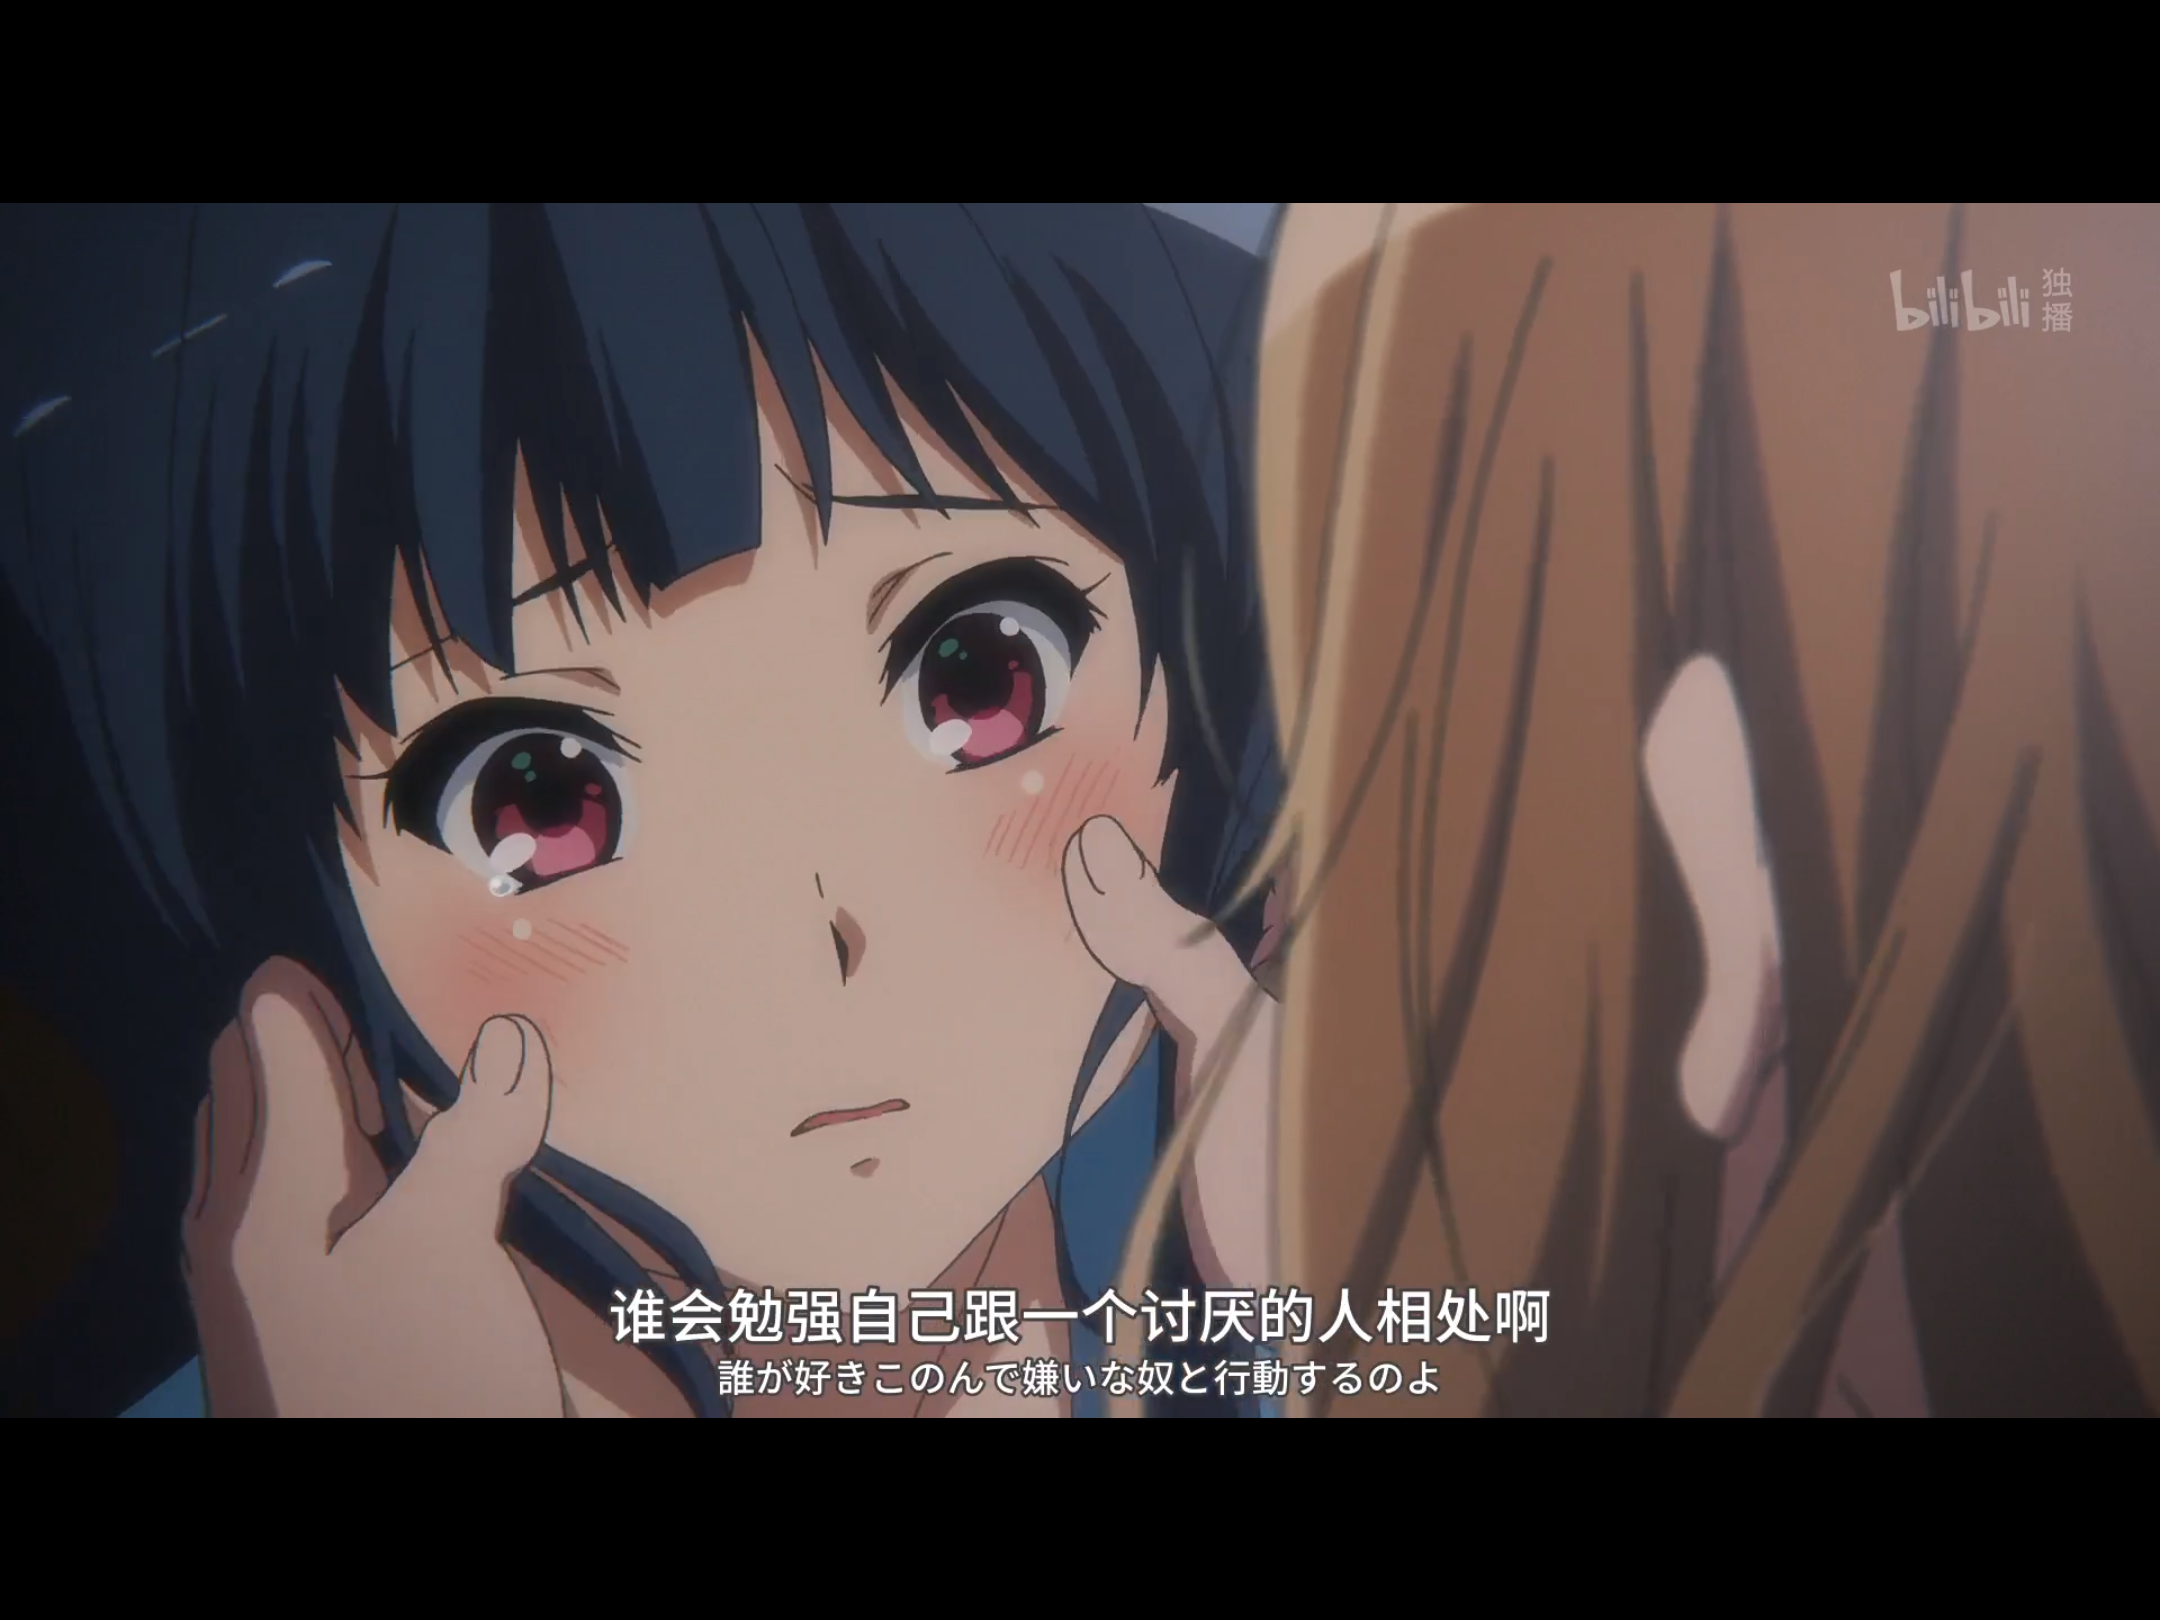 bilibili 独播
谁会勉强自己跟一个讨厌的人相处啊
誰が好きこのんで嫌いな奴と行動するのよ